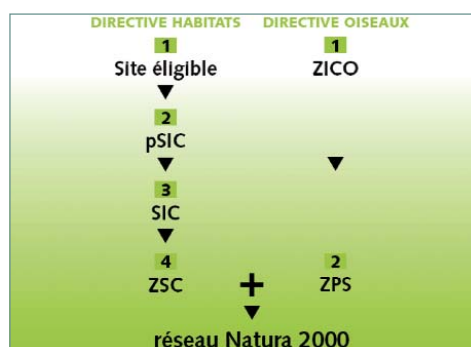 DIRECTIVE HABITATS DIRECTIVE OISEAUX
1 1
Site éligible ZICO
2
pSIC
3
SIC
4 2
ZSC + ZPS
réseau Natura 2000